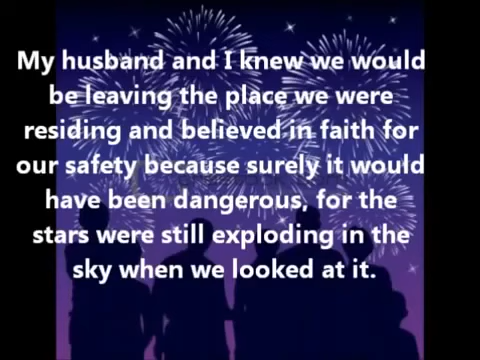 My husband and I knew we would
be leaving the place we were
residing and believed in faith for
our safety because surely it would
have been dangerous, for the
stars were still exploding in the
sky when we looked at it.